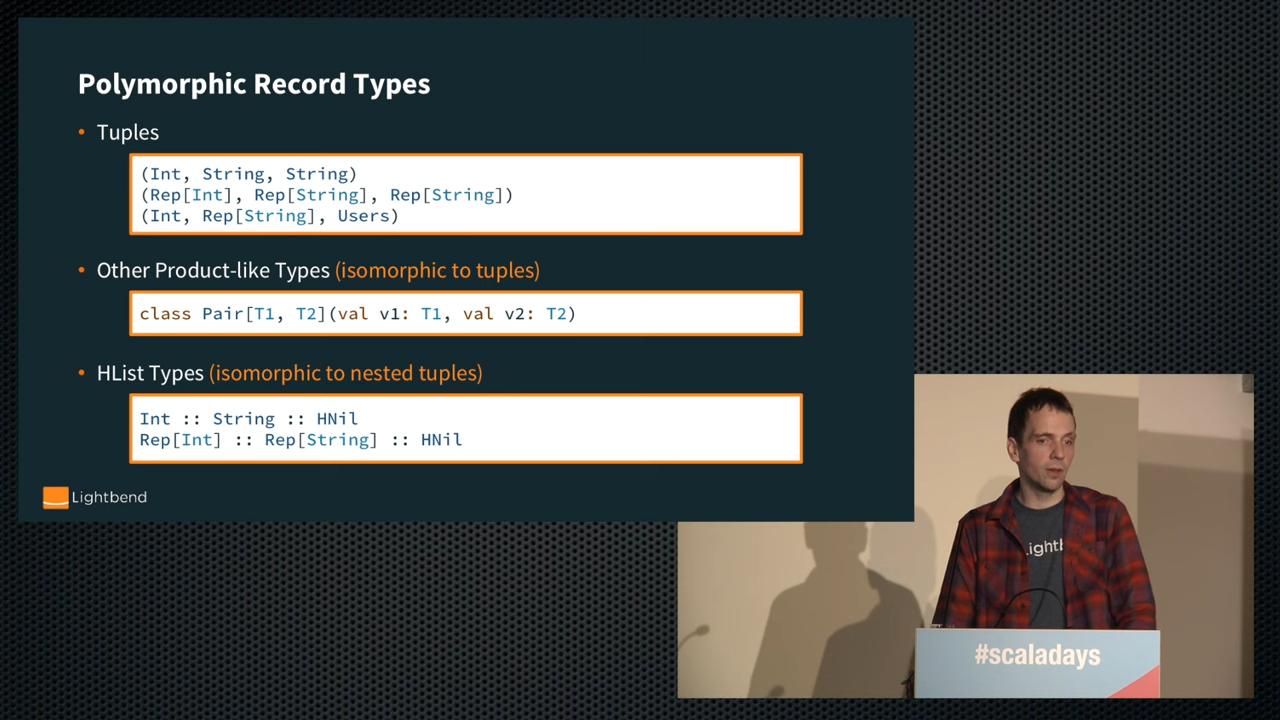 Polymorphic Record Types
• Tuples
(Int, String, String)
(Rep[Int], Rep[String], Rep[String])
(Int, Rep[String], Users)
• Other Product-like Types (isomorphic to tuples)
class Pair[T1, T2](val v1: T1, val v2: T2)
• HList Types (isomorphic to nested tuples)
Int :: String :: HNil
Rep[Int] :: Rep[String] :: HNil
Lightbend
Lightb
#scaladays